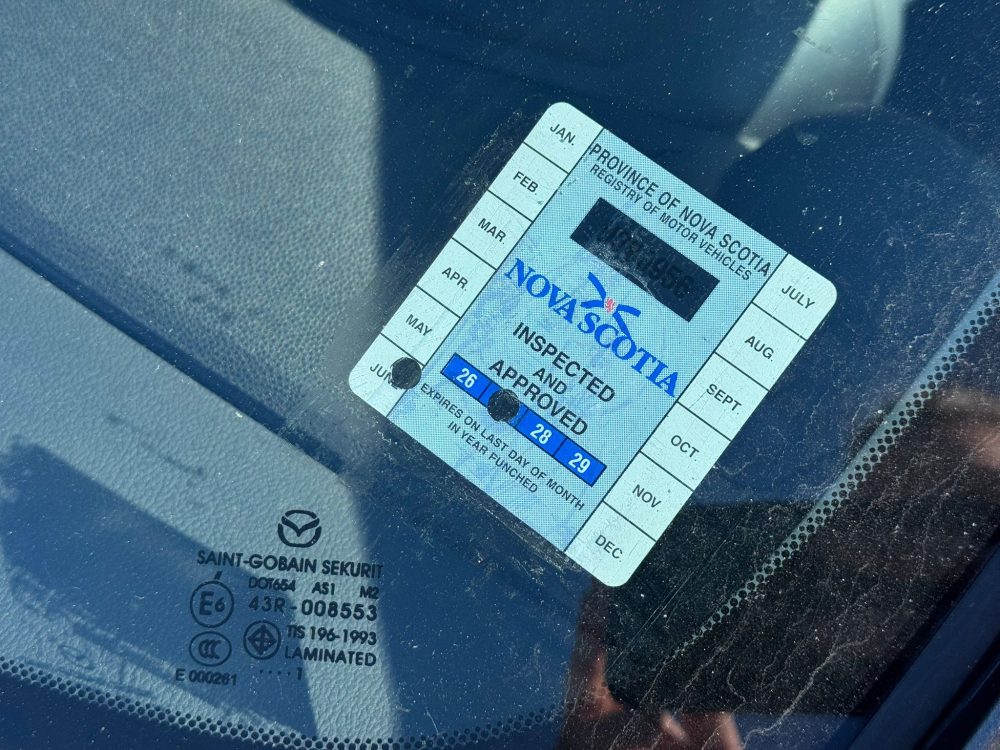 JAN.
FEB.
MAR.
APR.
MAY
PROVINCE OF NOVA SCOTIA
REGISTRY OF MOTOR VEHICLES
NOVA SCOTIA
INSPECTED
AND
APPROVED
26 28 29
EXPIRES ON LAST DAY OF MONTH
IN YEAR PUNCHED
JULY
AUG.
SEPT.
OCT.
NOV.
DEC.
SAINT-GOBAIN SEKURIT
DOT654 AS1 M2
E6 43R-008553
CCC TIS 196-1993
LAMINATED
E 000261 ....1